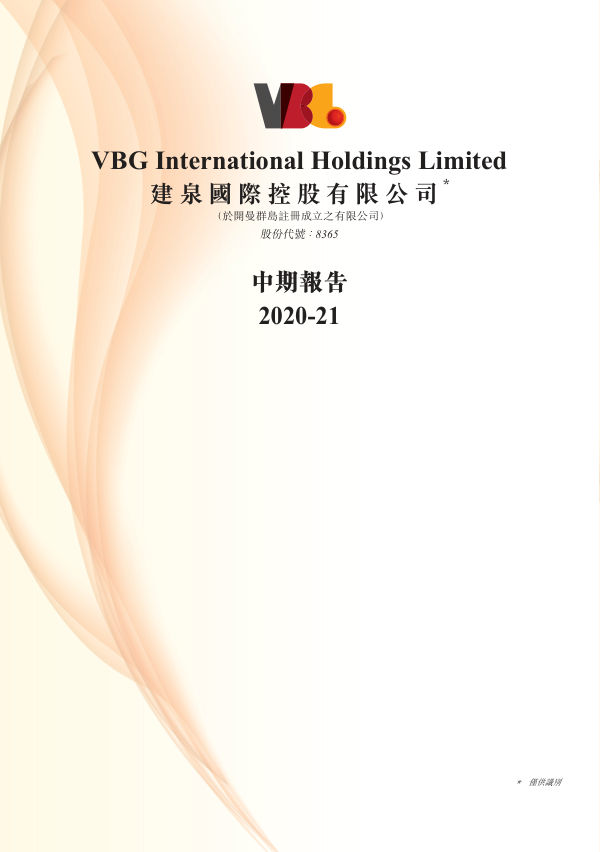 VBG
VBG International Holdings Limited
建泉國際控股有限公司*
(於開曼群島註冊成立之有限公司)
股份代號：8365
中期報告
2020-21
* 僅供識別